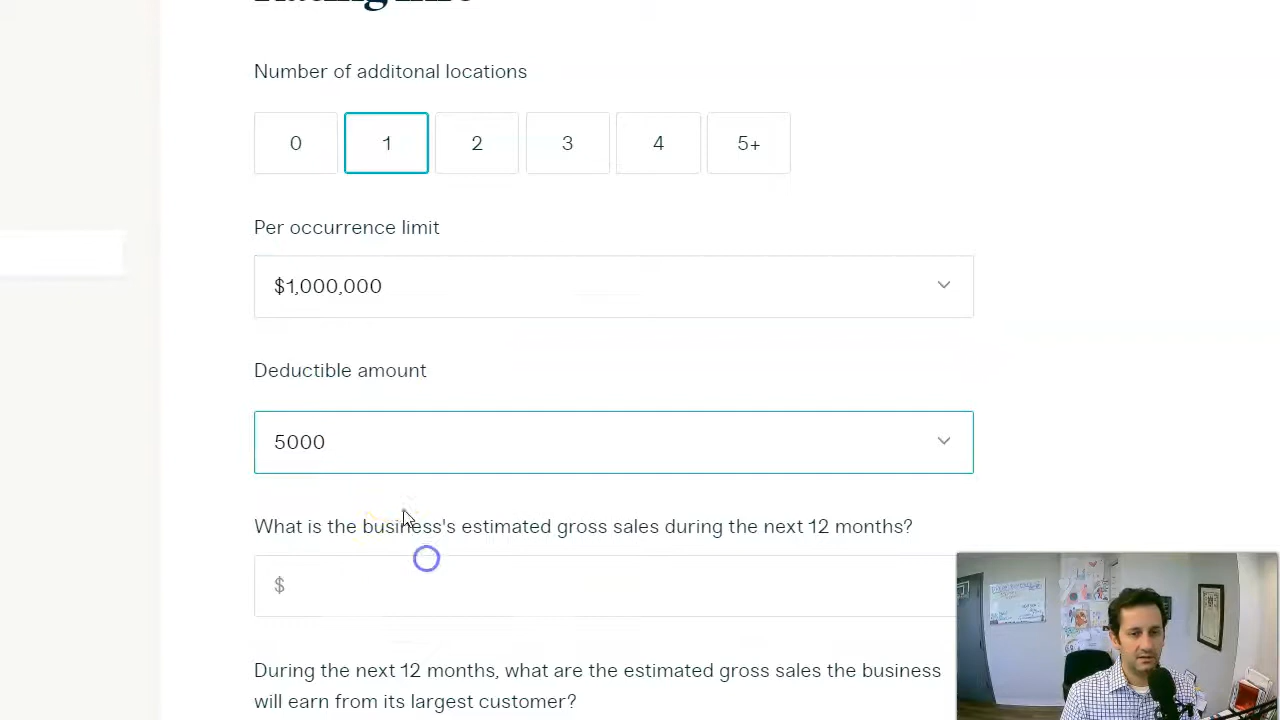 Number of additonal locations
0 1 2 3 4 5+
Per occurrence limit
$1,000,000
Deductible amount
5000
What is the business's estimated gross sales during the next 12 months?
$
During the next 12 months, what are the estimated gross sales the business
will earn from its largest customer?